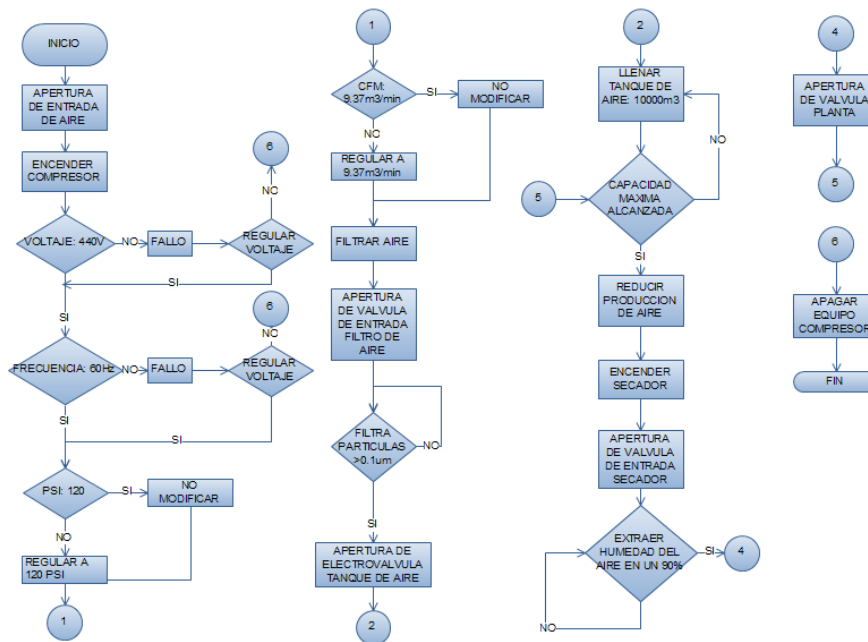 INICIO
APERTURA
DE ENTRADA
DE AIRE
ENCENDER
COMPRESOR
VOLTAJE: 440V
NO
FALLO
REGULAR
VOLTAJE
NO
6
SI
SI
FRECUENCIA: 60Hz
NO
FALLO
REGULAR
VOLTAJE
NO
6
SI
SI
PSI: 120
SI
NO
MODIFICAR
NO
REGULAR A
120 PSI
1
1
CFM:
9.37m3/min
SI
NO
MODIFICAR
NO
REGULAR A
9.37m3/min
FILTRAR AIRE
APERTURA
DE VALVULA
DE ENTRADA
FILTRO DE
AIRE
FILTRA
PARTICULAS
>0.1um
NO
SI
APERTURA DE
ELECTROVALVULA
TANQUE DE AIRE
2
2
LLENAR
TANQUE DE
AIRE: 10000m3
NO
5
CAPACIDAD
MAXIMA
ALCANZADA
SI
REDUCIR
PRODUCCION
DE AIRE
ENCENDER
SECADOR
APERTURA
DE VALVULA
DE ENTRADA
SECADOR
EXTRAER
HUMEDAD DEL
AIRE EN UN 90%
SI
4
NO
4
APERTURA
DE VALVULA
PLANTA
5
6
APAGAR
EQUIPO
COMPRESOR
FIN